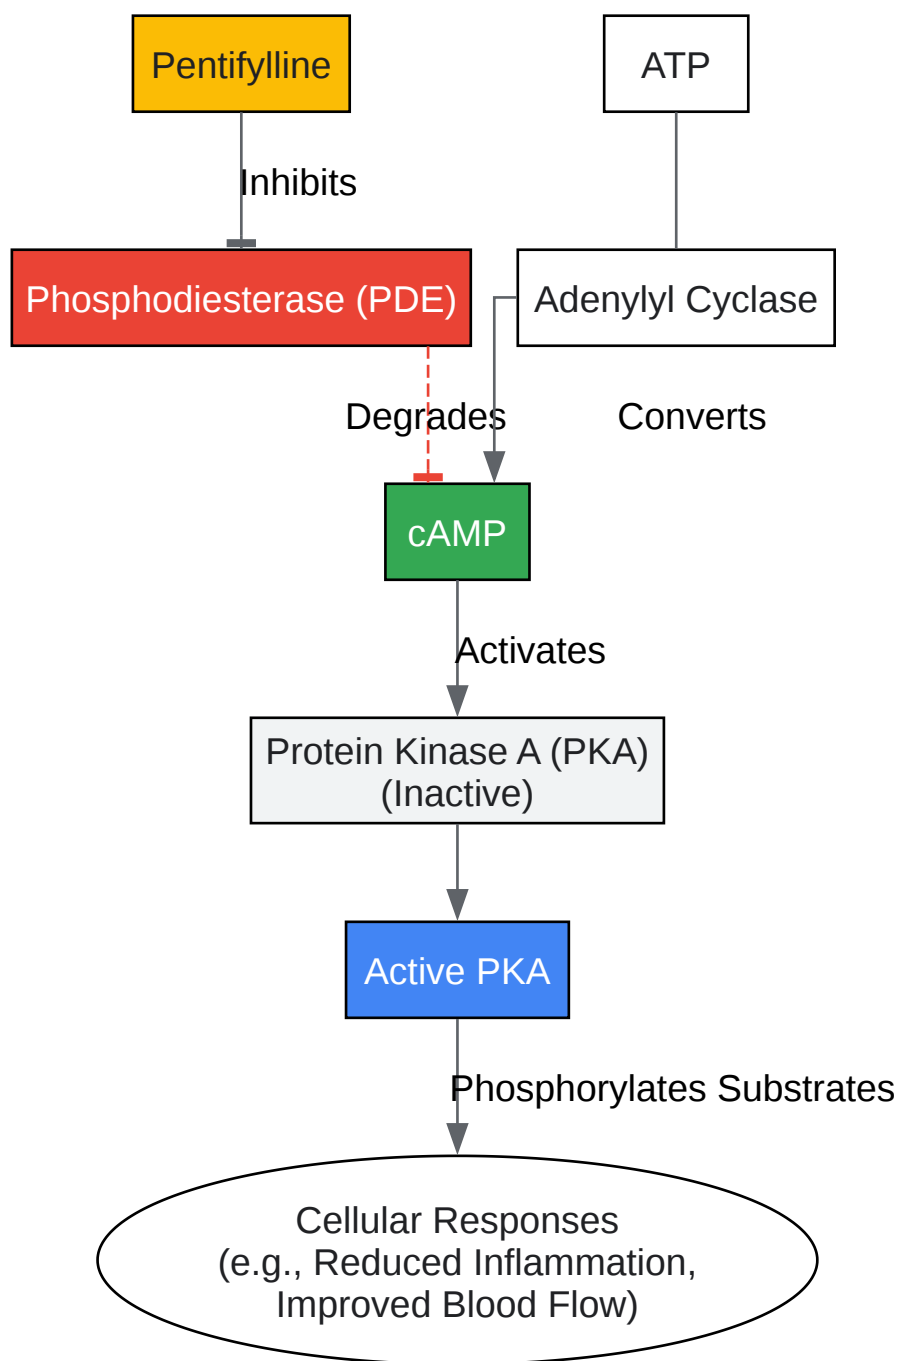 Pentifylline
ATP
Inhibits
Phosphodiesterase (PDE)
Adenylyl Cyclase
Degrades
Converts
cAMP
Activates
Protein Kinase A (PKA)
(Inactive)
Active PKA
Phosphorylates Substrates
Cellular Responses
(e.g., Reduced Inflammation,
Improved Blood Flow)